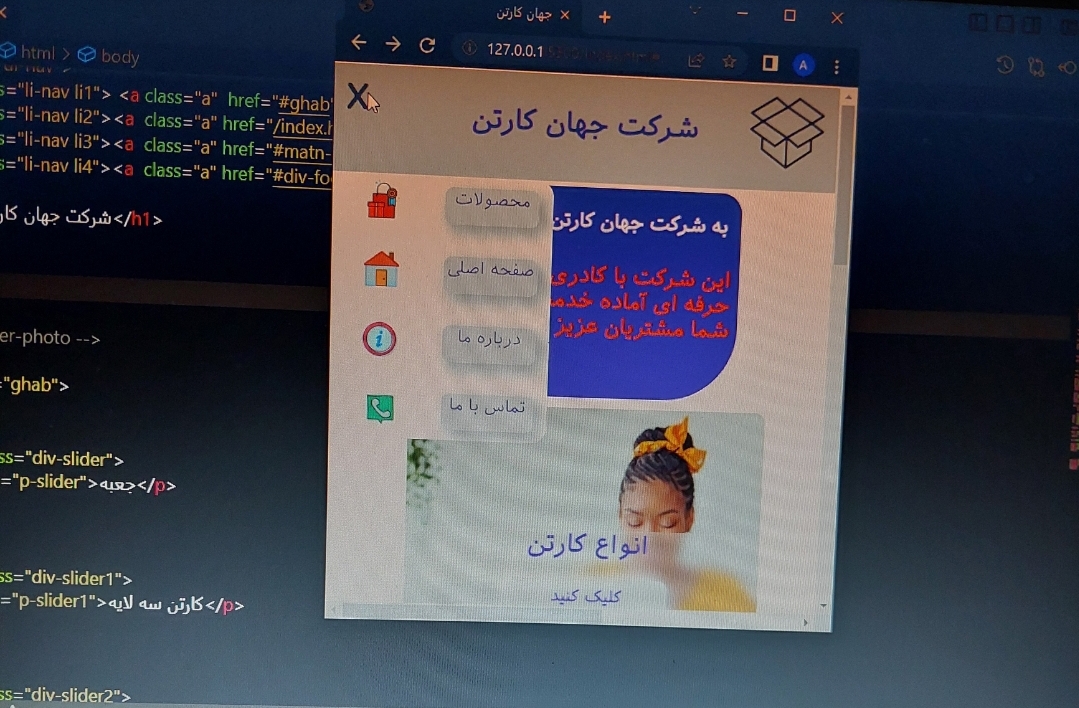 جهان کارتن
html > body
127.0.0.1
="li-nav li1"> <a class="a" href="#ghab"
="li-nav li2"><a class="a" href="/index.h
="li-nav li3"><a class="a" href="#matn-
="li-nav li4"><a class="a" href="#div-fo
شرکت جهان کار</h1>
er-photo -->
="ghab">
ss="div-slider">
="p-slider">جعبه</p>
ss="div-slider1">
="p-slider1">کارتن سه لایه</p>
ss="div-slider2">
A
X
شرکت جهان کارتن
محصولات
صفحه اصلی
درباره ما
تماس با ما
به شرکت جهان کارتن
این شرکت با کادری
حرفه ای آماده خدم
شما مشتریان عزیز
انواع کارتن
کلیک کنید